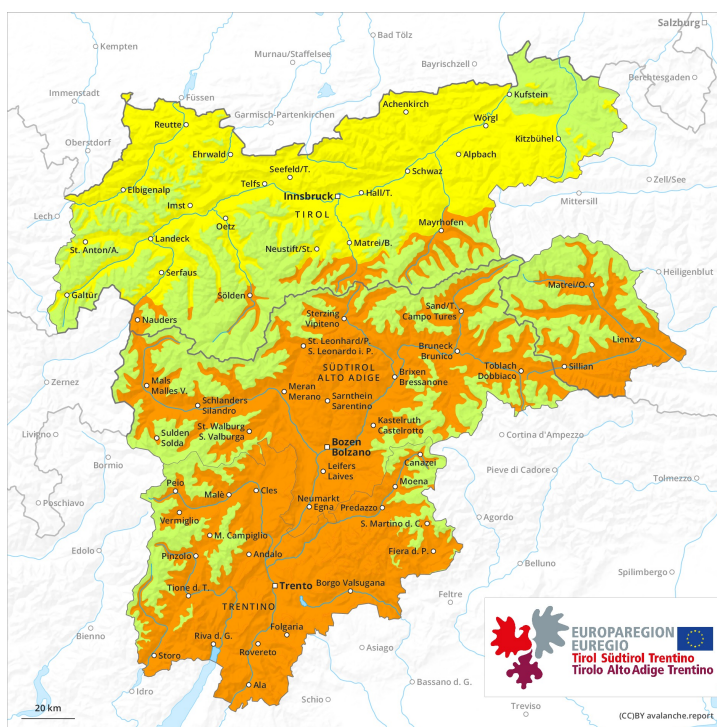 Salzburg
Bad Tölz
Kempten
Murnau/Staffelsee
Bayrischzell
Berchtesgaden
Immenstadt
Füssen
Garmisch-Partenkirchen
Achenkirch
Kufstein
Reutte
Wörgl
Oberstdorf
Ehrwald
Kitzbühel
Alpbach
Seefeld/T.
Telfs
Schwaz
Zell/See
Elbigenalp
Innsbruck
Hall/T.
Mittersill
Imst
TIROL
Lech
Oetz
Mayrhofen
St. Anton/A.
Landeck
Neustift/St.
Matrei/B.
Serfaus
Heiligenblut
Galtür
Sölden
Matrei/O.
Nauders
Sand/T.
Campo Tures
Sterzing
Vipiteno
Lienz
St. Leonhard/P.
S. Leonardo i. P.
Bruneck
Brunico
SÜDTIROL
ALTO ADIGE
Toblach
Dobbiaco
Sillian
Zernez
Mals
Malles V.
Meran
Merano
Brixen
Bressanone
Schlanders
Silandro
Sarnthein
Sarentino
Kastelruth
Castelrotto
St. Walburg
S. Valburga
Livigno
Sulden
Solda
Bozen
Bolzano
Cortina d'Ampezzo
Bormio
Leifers
Laives
Canazei
Pieve di Cadore
Tolmezzo
Peio
Malè
Cles
Moena
Poschiavo
Neumarkt
Egna
Predazzo
Vermiglio
Agordo
S. Martino d. C.
M. Campiglio
Edolo
Pinzolo
Andalo
Fiera d. P.
Belluno
Spilimbergo
Tione d. T.
Trento
Borgo Valsugana
Feltre
TRENTINO
Bienno
Folgaria
Riva d. G.
Storo
Rovereto
Asiago
Idro
Ala
Schio
Bassano d. G.
Treviso
EUROPAREGION
EUREGIO
Tirol Südtirol Trentino
Tirolo Alto Adige Trentino
20 km
(CC)BY avalanche.report